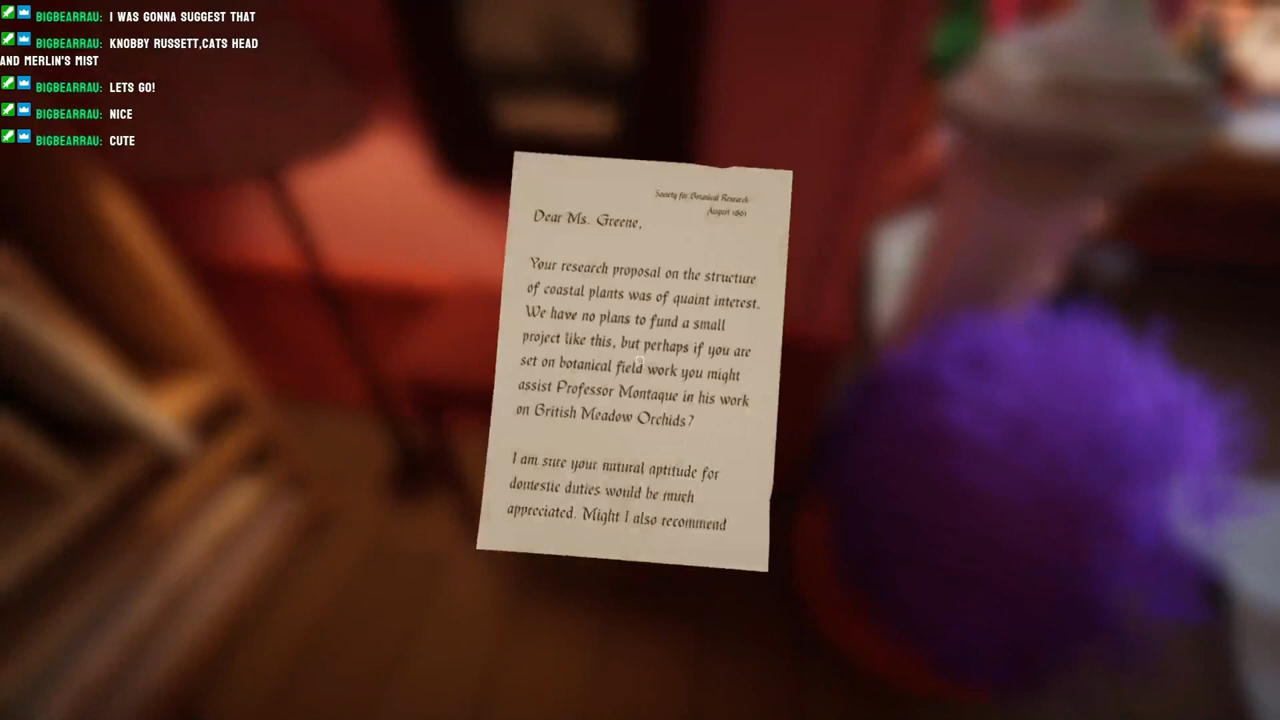 BIGBEARRAU: I WAS GONNA SUGGEST THAT
BIGBEARRAU: KNOBBY RUSSETT,CATS HEAD
AND MERLIN'S MIST
BIGBEARRAU: LETS GO!
BIGBEARRAU: NICE
BIGBEARRAU: CUTE
Society for Botanical Research
August 1861
Dear Ms. Greene,
Your research proposal on the structure
of coastal plants was of quaint interest.
We have no plans to fund a small
project like this, but perhaps if you are
set on botanical field work you might
assist Professor Montaque in his work
on British Meadow Orchids?
I am sure your natural aptitude for
domestic duties would be much
appreciated. Might I also recommend